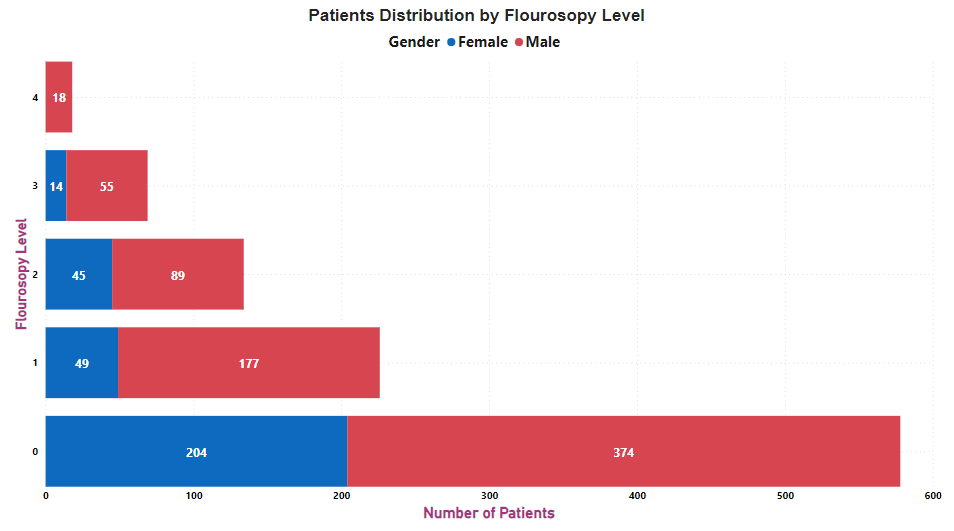 Patients Distribution by Flourosopy Level
Gender Female Male
4 18
3 14 55
2 45 89
1 49 177
0 204 374
0 100 200 300 400 500 600
Number of Patients
Flourosopy Level